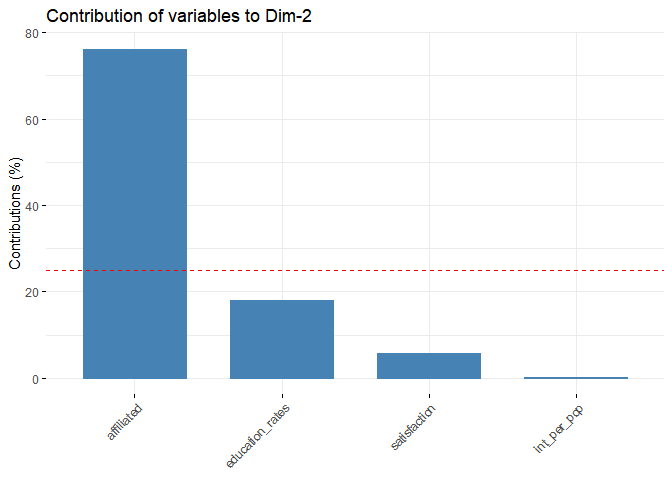 Contribution of variables to Dim-2
80
60
40
20
0
Contributions (%)
affiliated
education_rates
satisfaction
int_per_pop